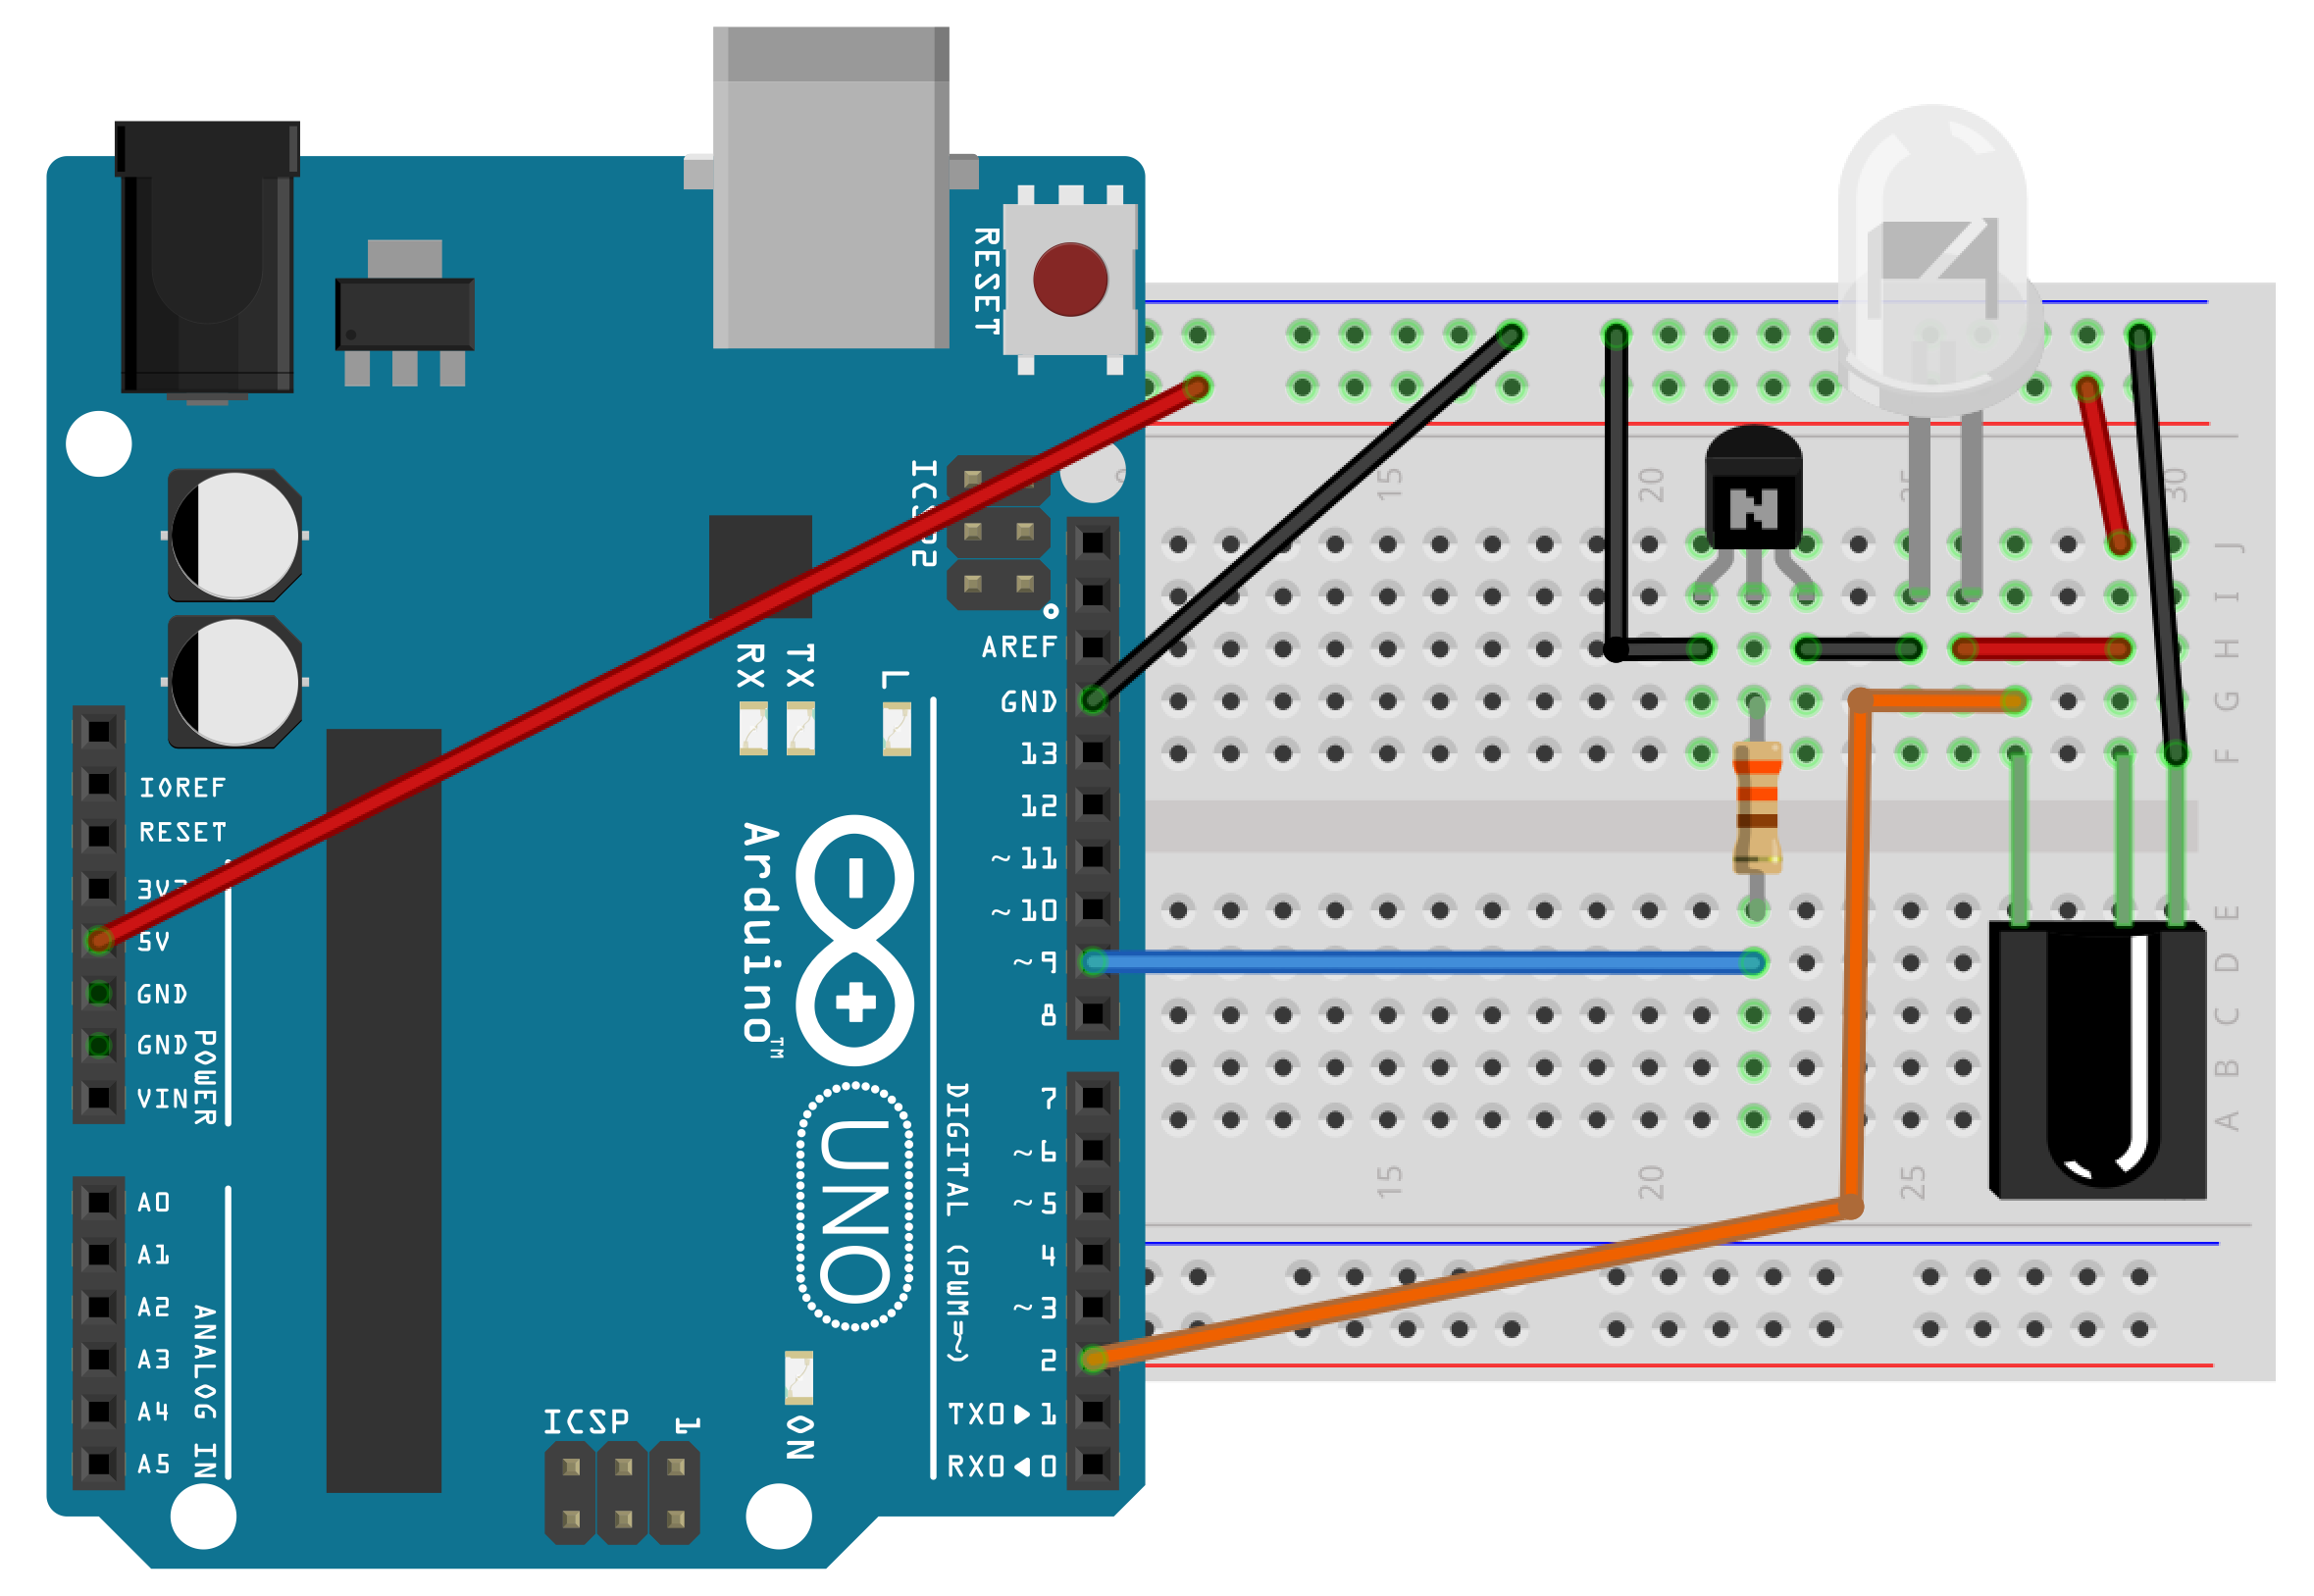 RESET
ICSP2
15
20
30
J
I
H
G
F
E
D
C
B
A
RX
TX
L
AREF
GND
13
12
~11
~10
~9
8
IOREF
RESET
3V3
5V
GND
GND
VIN
POWER
Arduino™
UNO
N
DIGITAL (PWM=~)
7
~6
~5
4
~3
2
TX0▶1
RX0◀0
A0
A1
A2
A3
A4
A5
ANALOG IN
ICSP
1
ON
15
20
25